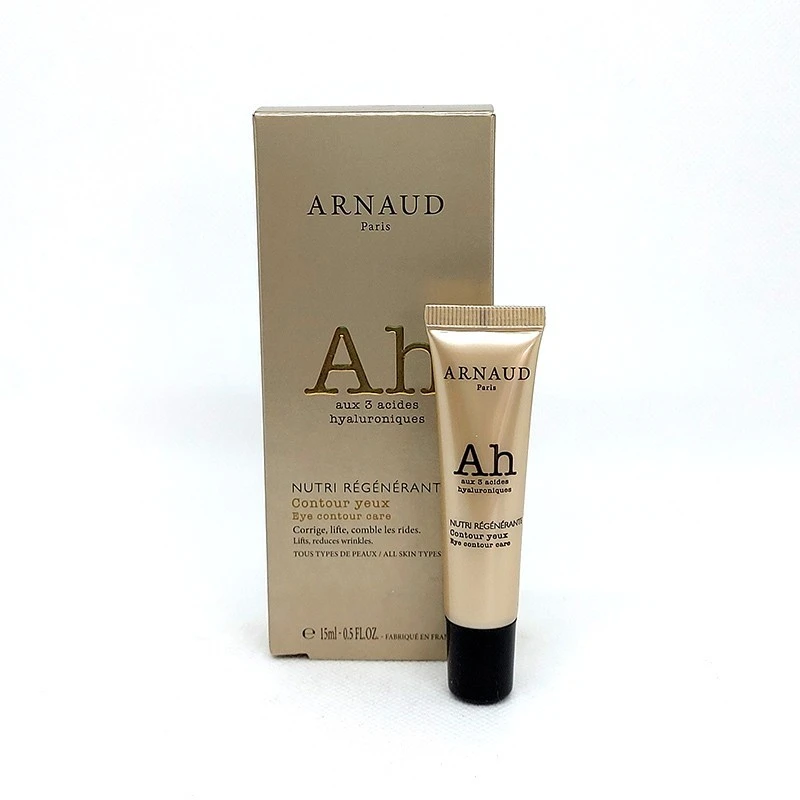 ARNAUD
Paris
Ah
aux 3 acides
hyaluroniques
NUTRI RÉGÉNÉRANT
Contour yeux
Eye contour care
Corrige, lifte, comble les rides.
Lifts, reduces wrinkles.
TOUS TYPES DE PEAUX / ALL SKIN TYPES
℮ 15ml - 0.5 FL.OZ. - FABRIQUÉ EN FRAN
ARNAUD
Paris
Ah
aux 3 acides
hyaluroniques
NUTRI RÉGÉNÉRANTE
Contour yeux
Eye contour care